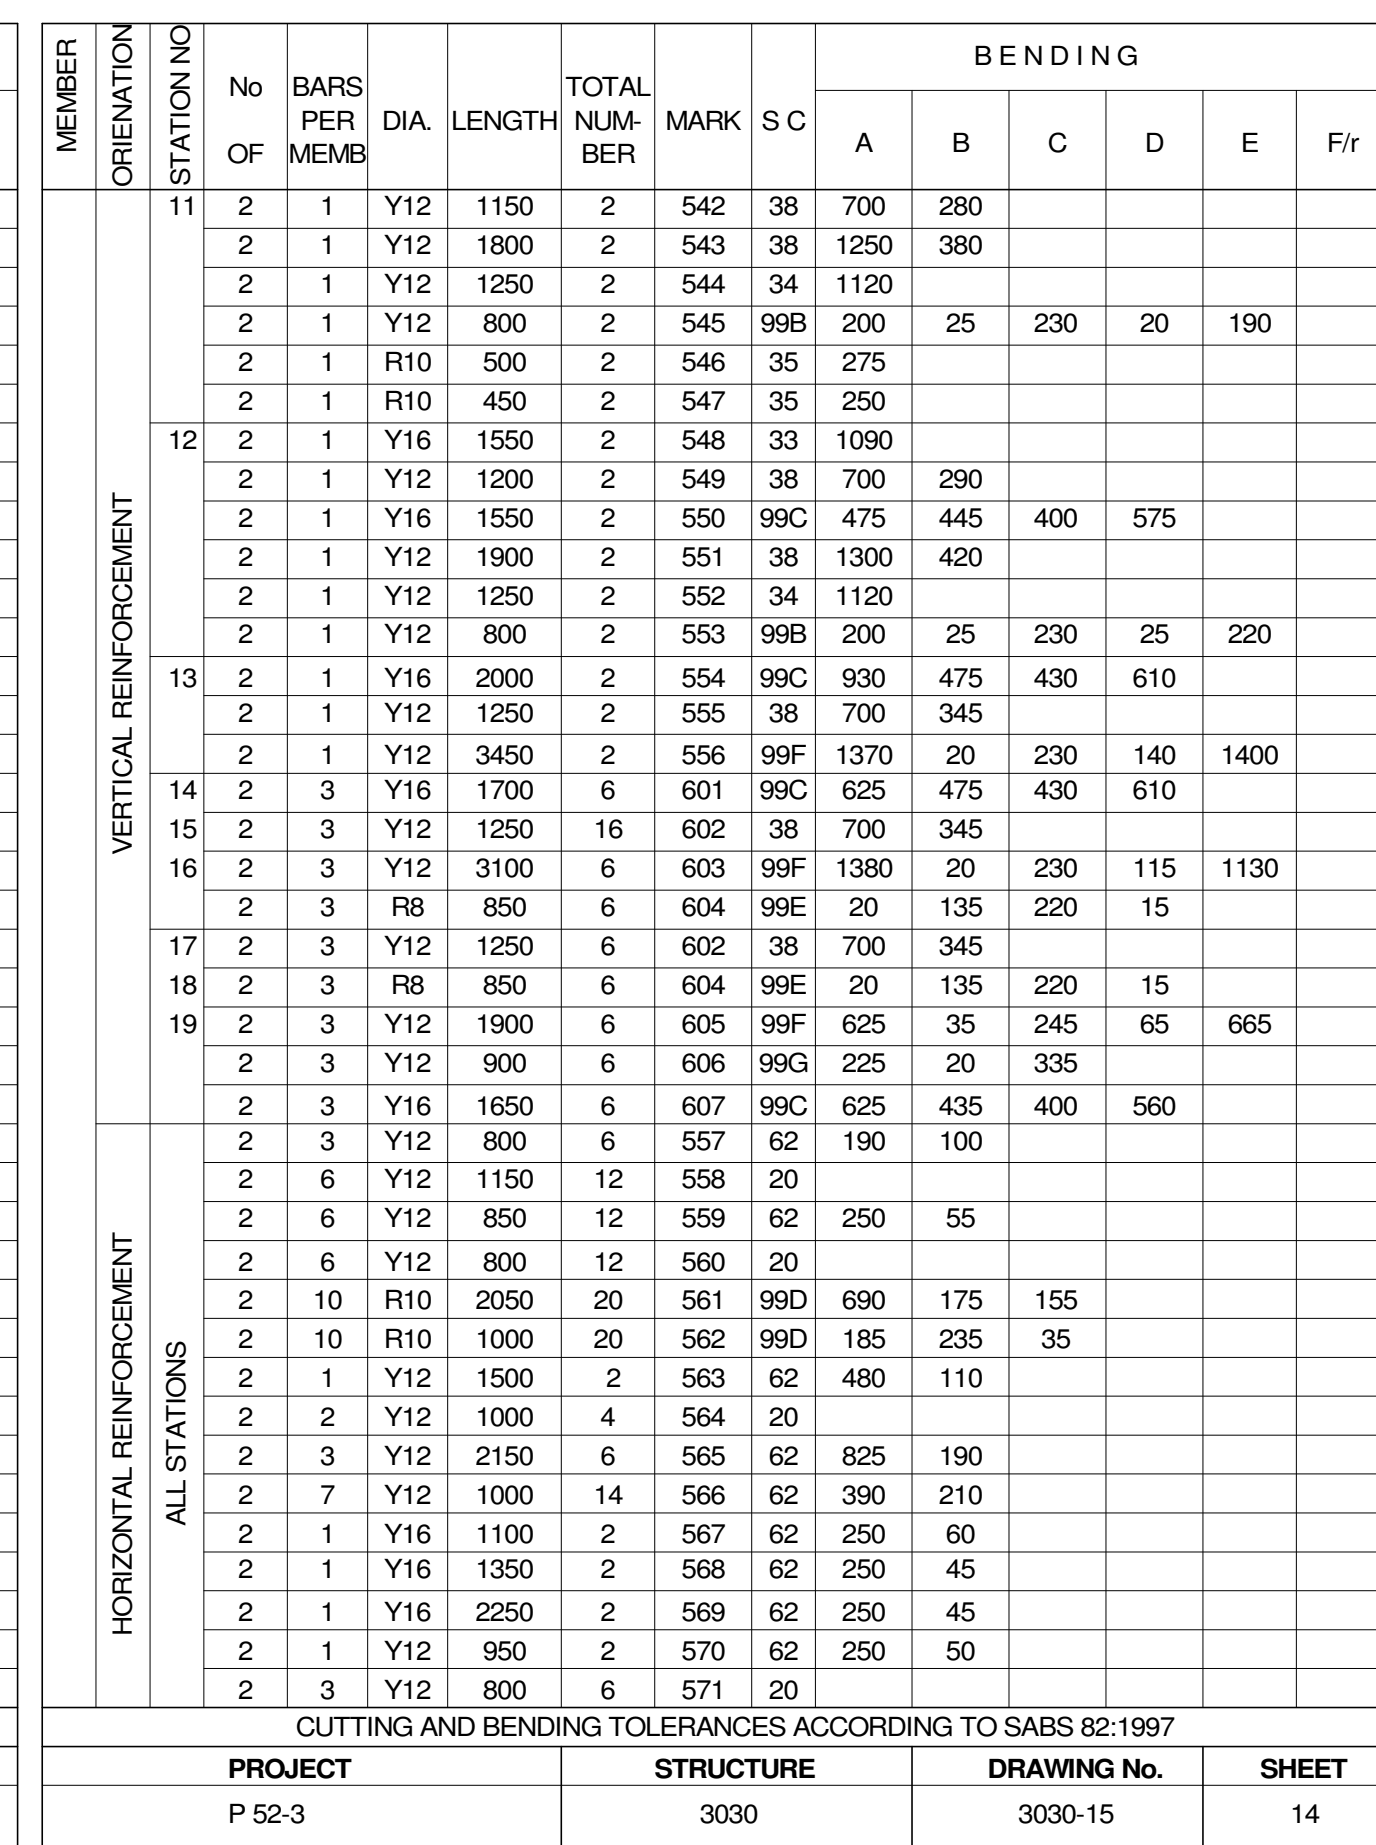 MEMBER ORIENATION STATION NO No OF BARS PER MEMB DIA. LENGTH TOTAL NUM- BER MARK S C BENDING
A B C D E F/r
VERTICAL REINFORCEMENT
11 2 1 Y12 1150 2 542 38 700 280
2 1 Y12 1800 2 543 38 1250 380
2 1 Y12 1250 2 544 34 1120
2 1 Y12 800 2 545 99B 200 25 230 20 190
2 1 R10 500 2 546 35 275
2 1 R10 450 2 547 35 250
12 2 1 Y16 1550 2 548 33 1090
2 1 Y12 1200 2 549 38 700 290
2 1 Y16 1550 2 550 99C 475 445 400 575
2 1 Y12 1900 2 551 38 1300 420
2 1 Y12 1250 2 552 34 1120
2 1 Y12 800 2 553 99B 200 25 230 25 220
13 2 1 Y16 2000 2 554 99C 930 475 430 610
2 1 Y12 1250 2 555 38 700 345
2 1 Y12 3450 2 556 99F 1370 20 230 140 1400
14 2 3 Y16 1700 6 601 99C 625 475 430 610
15 2 3 Y12 1250 16 602 38 700 345
16 2 3 Y12 3100 6 603 99F 1380 20 230 115 1130
2 3 R8 850 6 604 99E 20 135 220 15
17 2 3 Y12 1250 6 602 38 700 345
18 2 3 R8 850 6 604 99E 20 135 220 15
19 2 3 Y12 1900 6 605 99F 625 35 245 65 665
2 3 Y12 900 6 606 99G 225 20 335
2 3 Y16 1650 6 607 99C 625 435 400 560
HORIZONTAL REINFORCEMENT
ALL STATIONS
2 3 Y12 800 6 557 62 190 100
2 6 Y12 1150 12 558 20
2 6 Y12 850 12 559 62 250 55
2 6 Y12 800 12 560 20
2 10 R10 2050 20 561 99D 690 175 155
2 10 R10 1000 20 562 99D 185 235 35
2 1 Y12 1500 2 563 62 480 110
2 2 Y12 1000 4 564 20
2 3 Y12 2150 6 565 62 825 190
2 7 Y12 1000 14 566 62 390 210
2 1 Y16 1100 2 567 62 250 60
2 1 Y16 1350 2 568 62 250 45
2 1 Y16 2250 2 569 62 250 45
2 1 Y12 950 2 570 62 250 50
2 3 Y12 800 6 571 20
CUTTING AND BENDING TOLERANCES ACCORDING TO SABS 82:1997
PROJECT STRUCTURE DRAWING No. SHEET
P 52-3 3030 3030-15 14